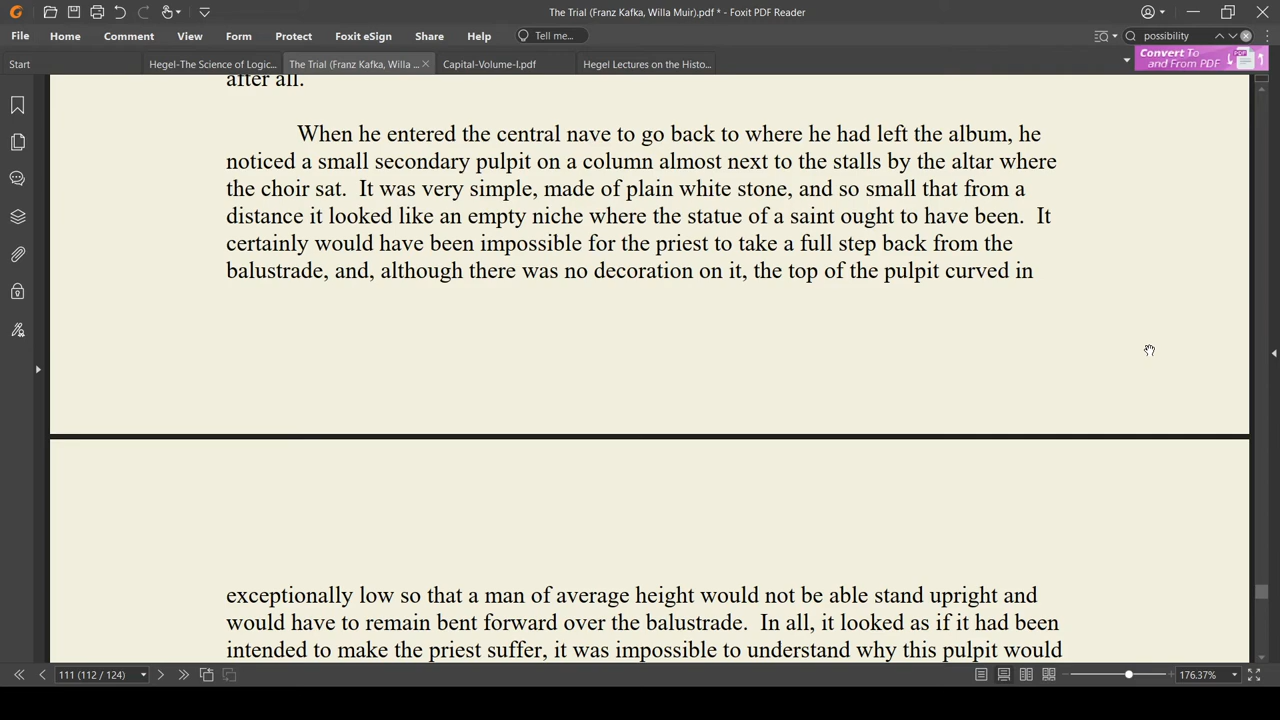 The Trial (Franz Kafka, Willa Muir).pdf * - Foxit PDF Reader
File Home Comment View Form Protect Foxit eSign Share Help Tell me... possibility
Start Hegel-The Science of Logic... The Trial (Franz Kafka, Willa ... Capital-Volume-I.pdf Hegel Lectures on the Histo... Convert To
and From PDF
after all.
When he entered the central nave to go back to where he had left the album, he
noticed a small secondary pulpit on a column almost next to the stalls by the altar where
the choir sat.  It was very simple, made of plain white stone, and so small that from a
distance it looked like an empty niche where the statue of a saint ought to have been.  It
certainly would have been impossible for the priest to take a full step back from the
balustrade, and, although there was no decoration on it, the top of the pulpit curved in
exceptionally low so that a man of average height would not be able stand upright and
would have to remain bent forward over the balustrade.  In all, it looked as if it had been
intended to make the priest suffer, it was impossible to understand why this pulpit would
111 (112 / 124) 176.37%